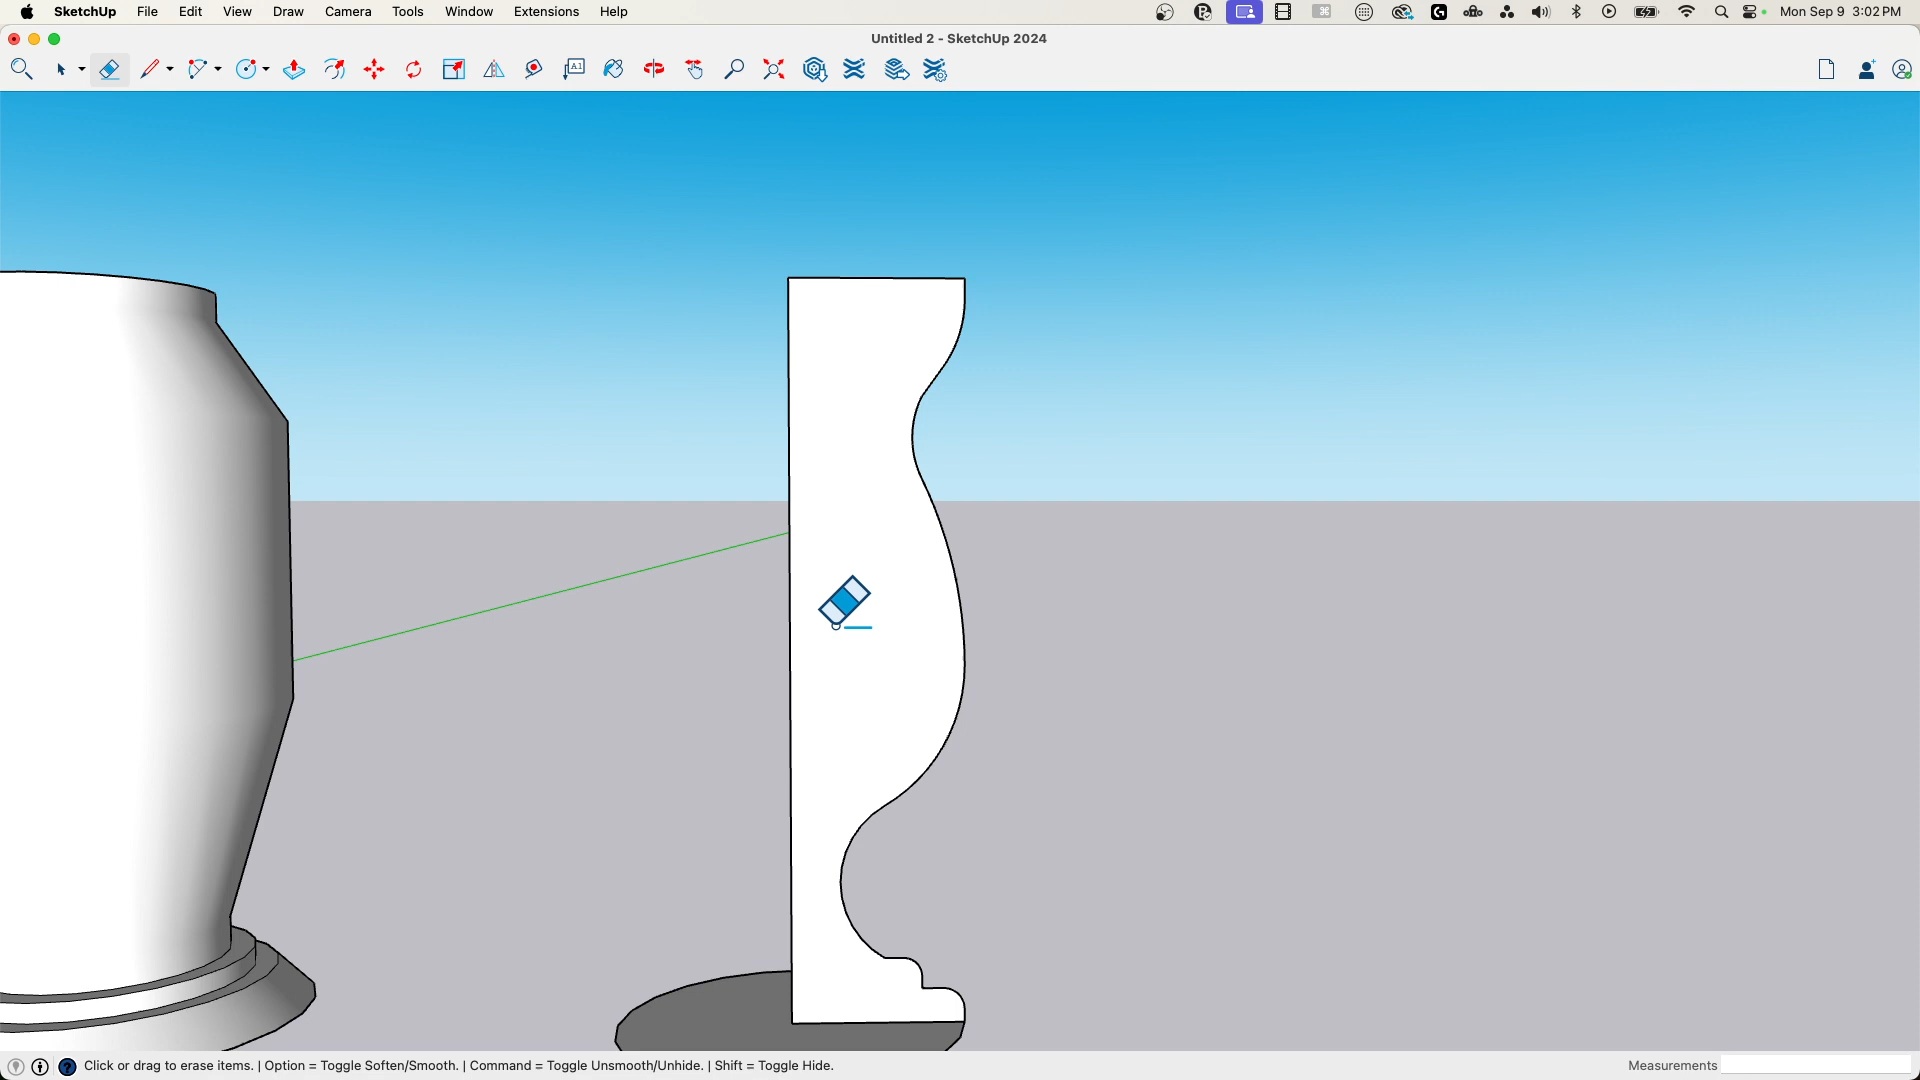 SketchUp File Edit View Draw Camera Tools Window Extensions Help Mon Sep 9 3:02 PM
Untitled 2 - SketchUp 2024
A1
Click or drag to erase items. | Option = Toggle Soften/Smooth. | Command = Toggle Unsmooth/Unhide. | Shift = Toggle Hide. Measurements